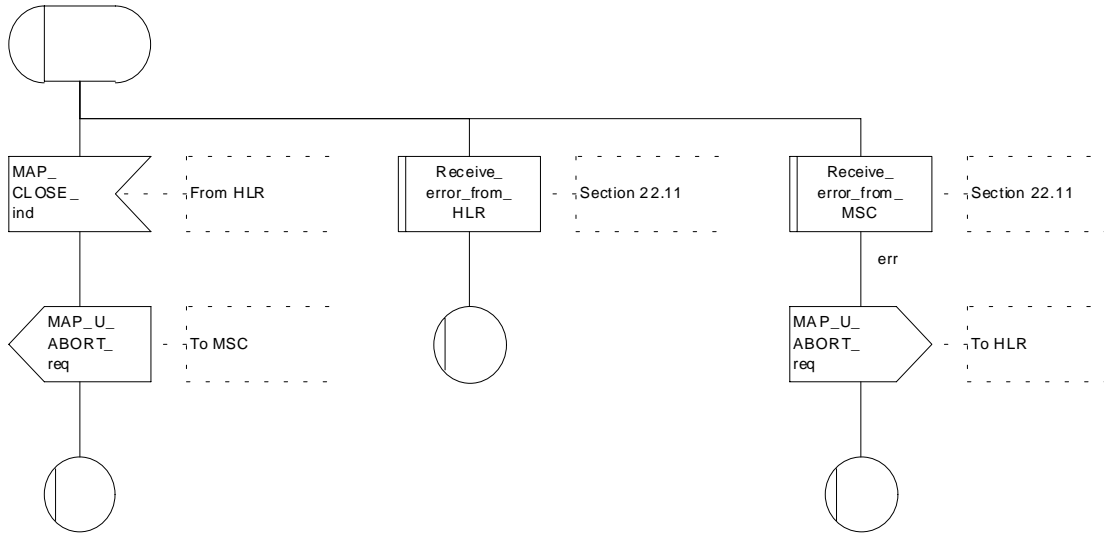 MAP_
CLOSE_
ind
From HLR
Receive_
error_from_
HLR
Section 22.11
Receive_
error_from_
MSC
Section 22.11
err
MAP_U_
ABORT_
req
To MSC
MAP_U_
ABORT_
req
To HLR